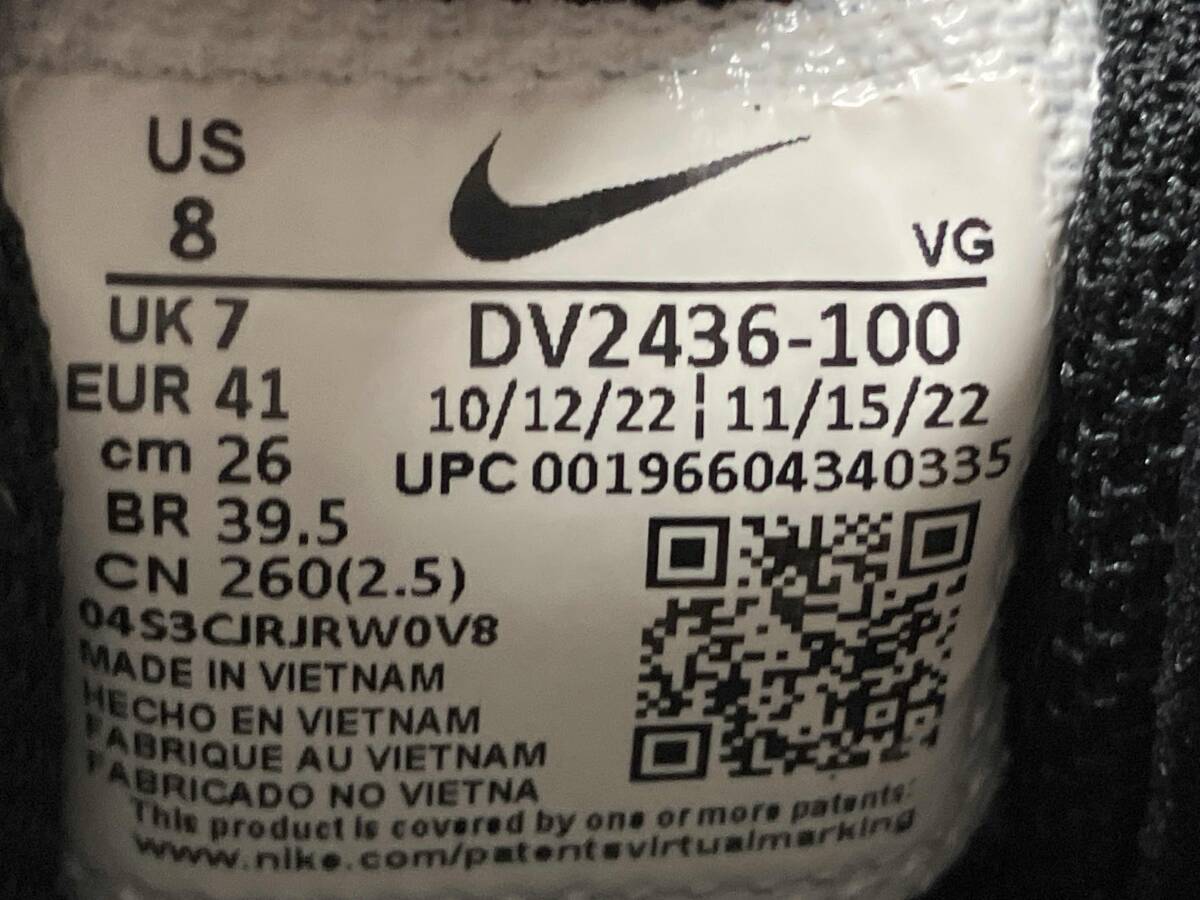 US
8
VG
UK 7
EUR 41
cm 26
BR 39.5
CN 260(2.5)
DV2436-100
10/12/22 ¦ 11/15/22
UPC 00196604340335
04S3CJRJRW0V8
MADE IN VIETNAM
HECHO EN VIETNAM
FABRIQUE AU VIETNAM
FABRICADO NO VIETNA
This product is covered by one or more patents:
www.nike.com/patentsvirtualmarking